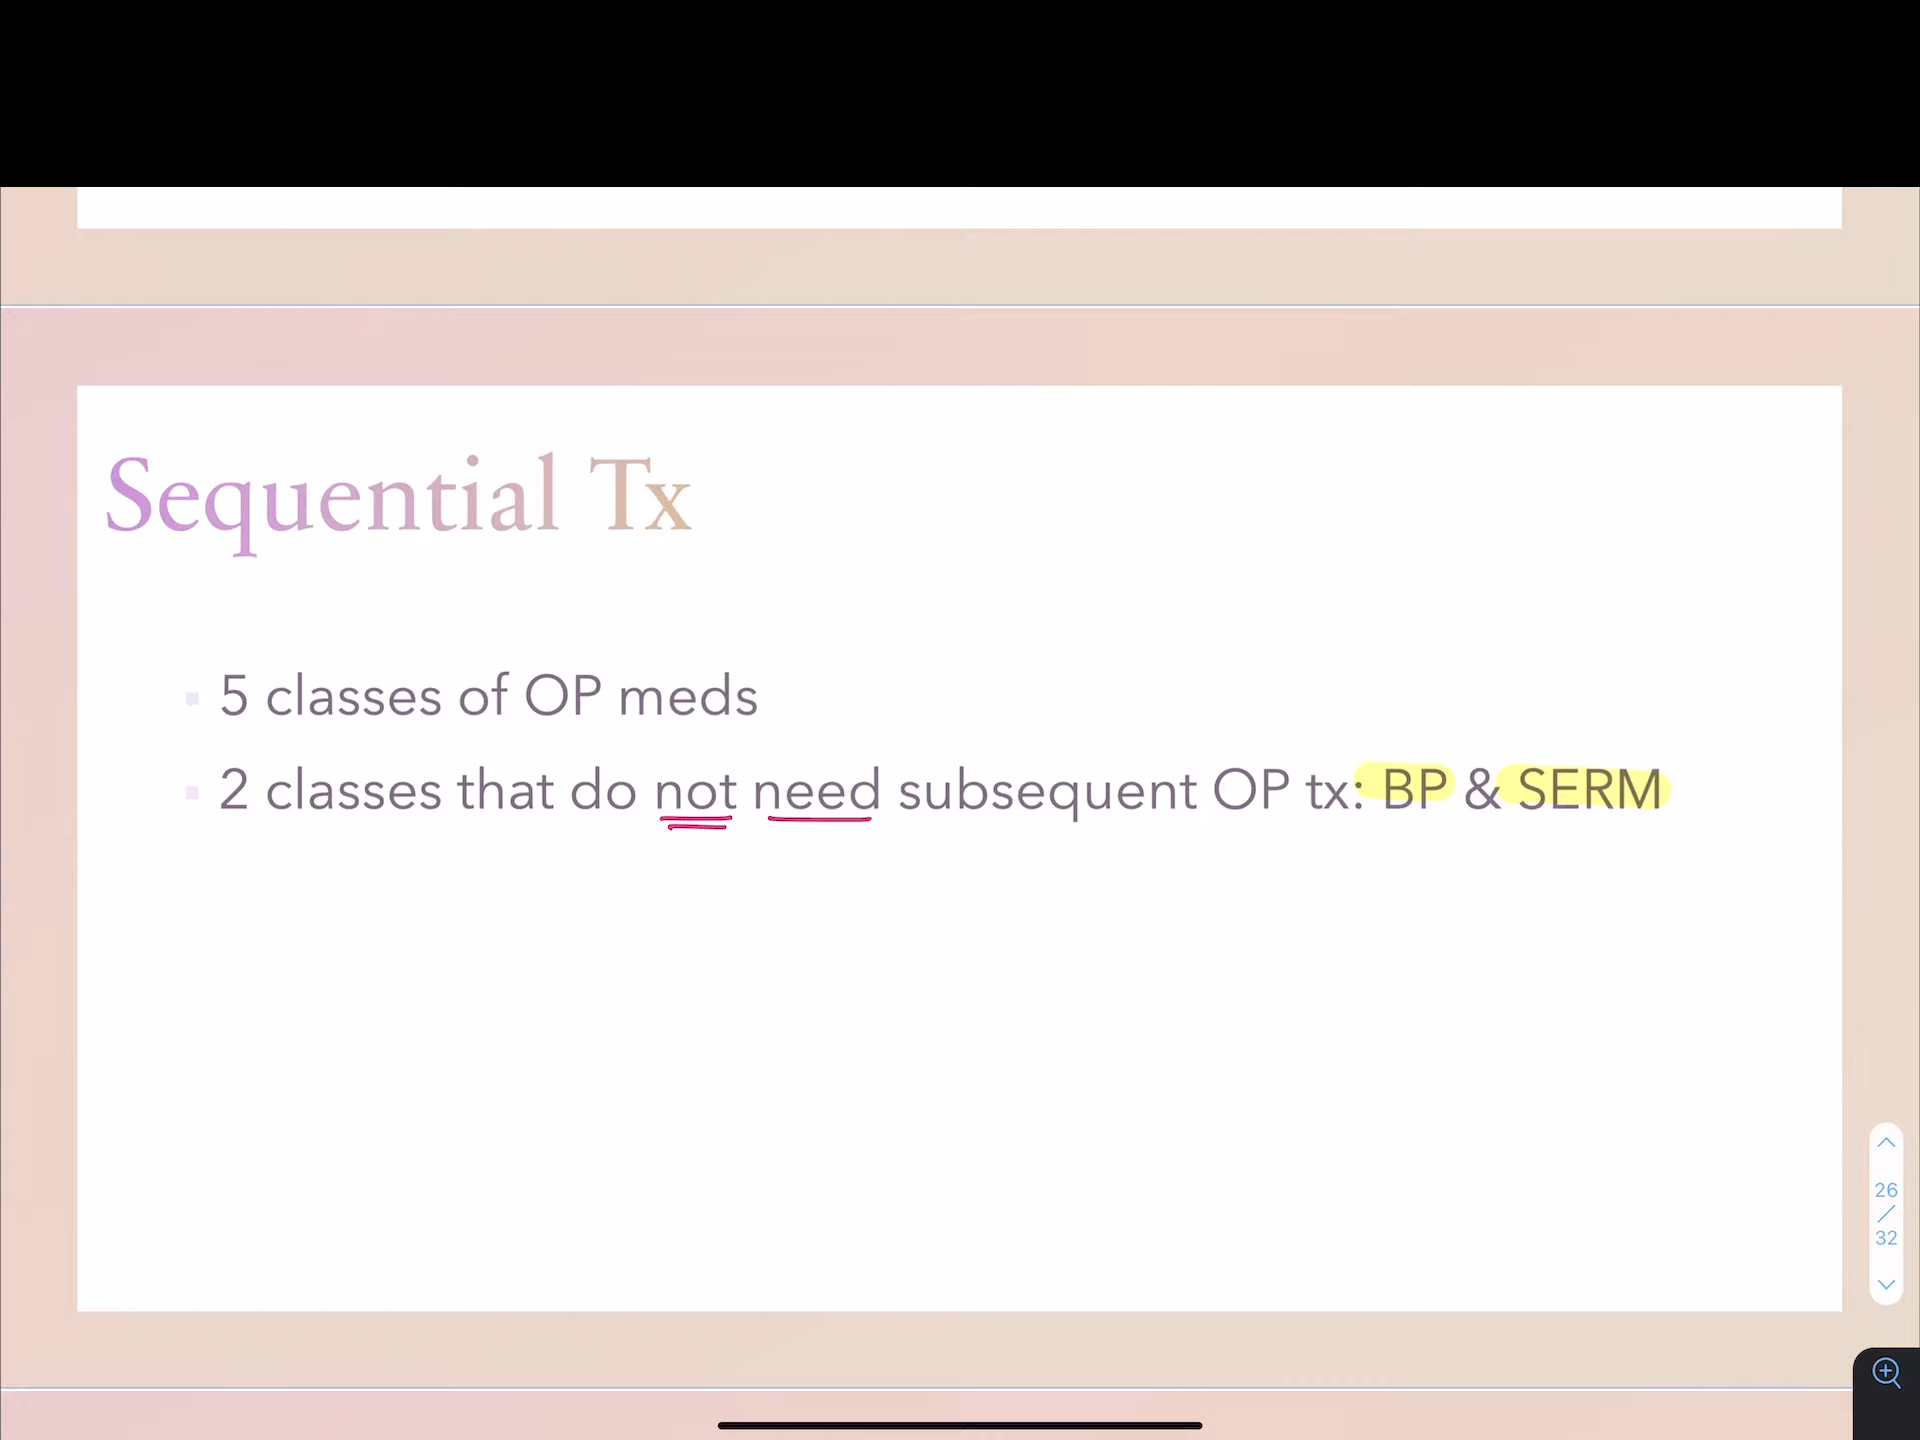 Sequential Tx
▪ 5 classes of OP meds
▪ 2 classes that do not need subsequent OP tx: BP & SERM
26
/
32